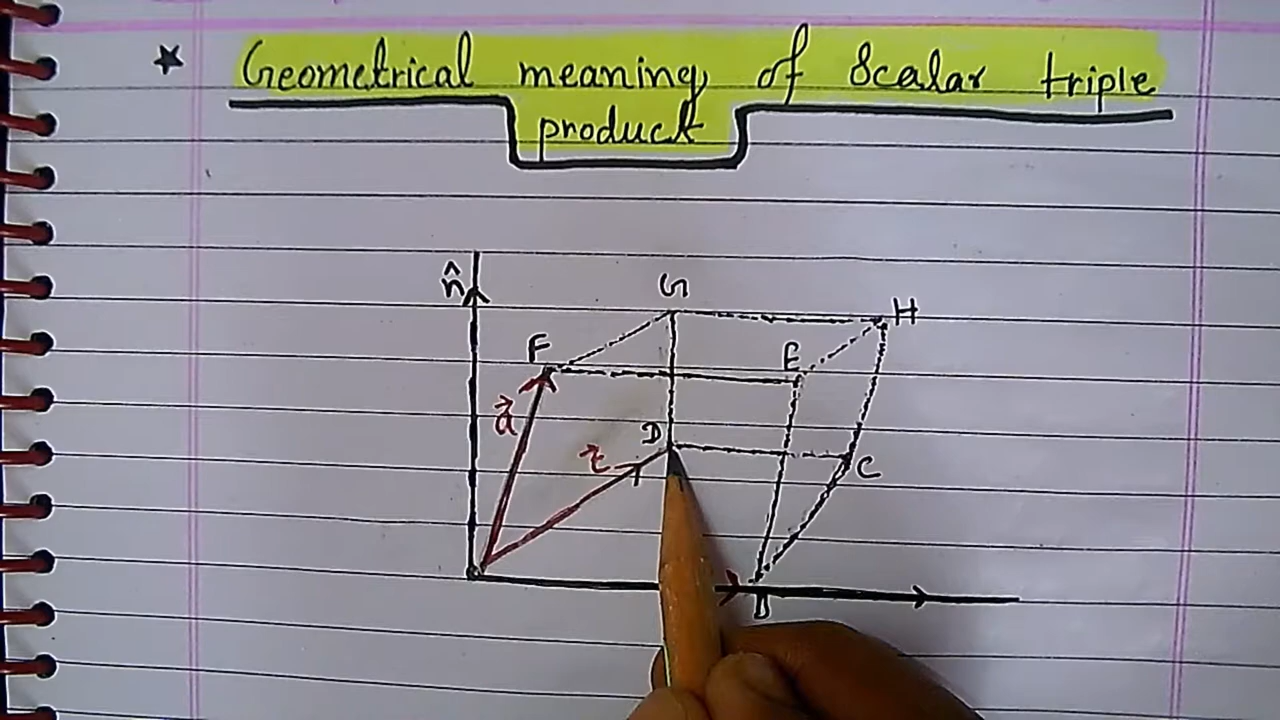 Geometrical meaning of Scalar triple
product
n̂
G
H
F
E
a⃗
D
c⃗
C
B